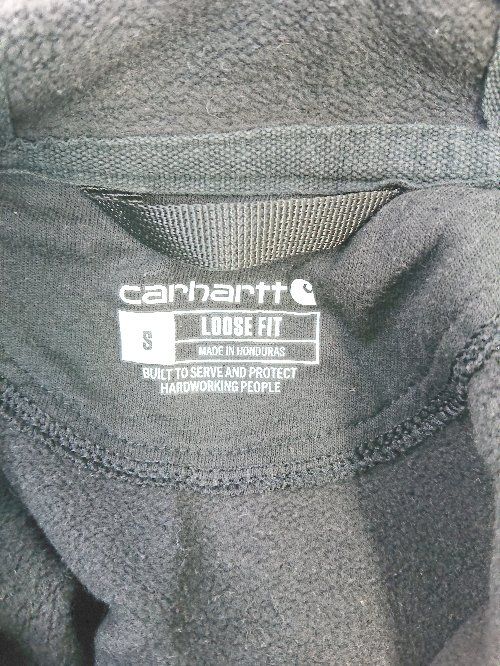 carhartt
S
LOOSE FIT
MADE IN HONDURAS
BUILT TO SERVE AND PROTECT
HARDWORKING PEOPLE